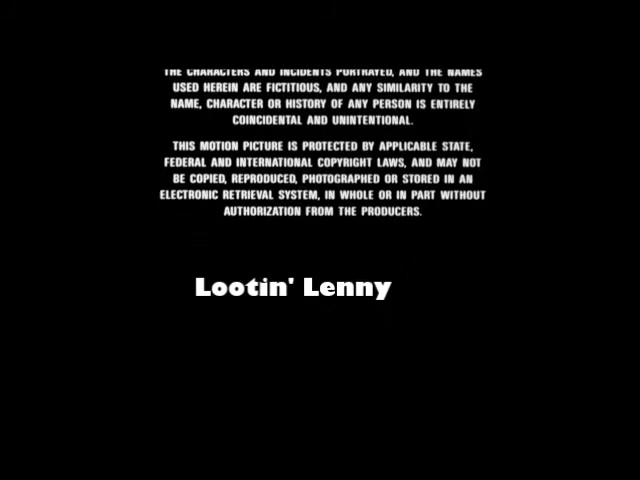 THE CHARACTERS AND INCIDENTS PORTRAYED, AND THE NAMES
USED HEREIN ARE FICTITIOUS, AND ANY SIMILARITY TO THE
NAME, CHARACTER OR HISTORY OF ANY PERSON IS ENTIRELY
COINCIDENTAL AND UNINTENTIONAL.
THIS MOTION PICTURE IS PROTECTED BY APPLICABLE STATE,
FEDERAL AND INTERNATIONAL COPYRIGHT LAWS, AND MAY NOT
BE COPIED, REPRODUCED, PHOTOGRAPHED OR STORED IN AN
ELECTRONIC RETRIEVAL SYSTEM, IN WHOLE OR IN PART WITHOUT
AUTHORIZATION FROM THE PRODUCERS.
Lootin' Lenny